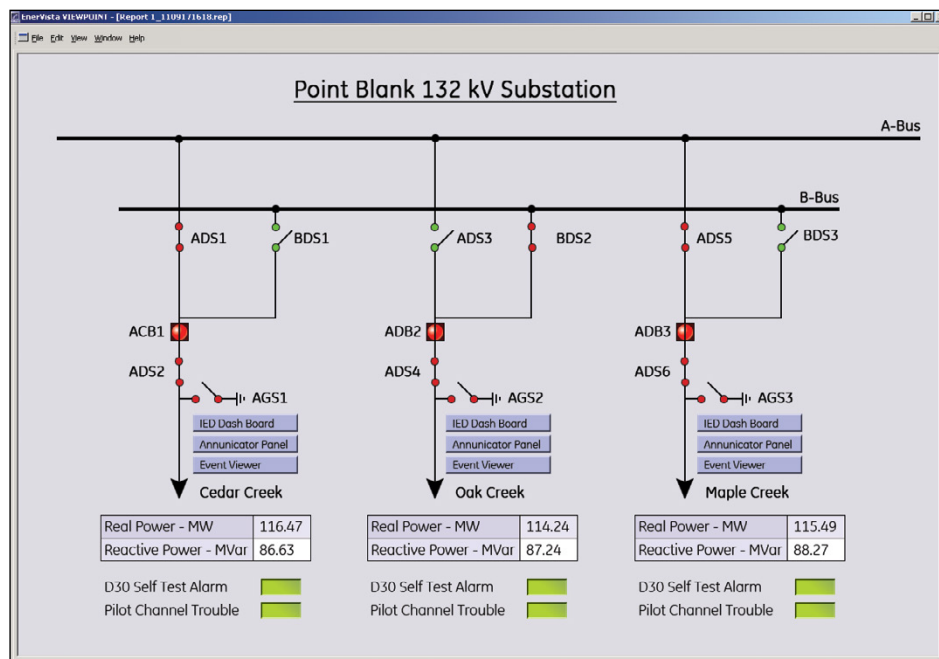 EnerVista VIEWPOINT - [Report 1_1109171618.rep]
File Edit View Window Help
Point Blank 132 kV Substation
A-Bus
B-Bus
ADS1 BDS1 ADS3 BDS2 ADS5 BDS3
ACB1 ADB2 ADB3
ADS2 ADS4 ADS6
AGS1 AGS2 AGS3
IED Dash Board IED Dash Board IED Dash Board
Annunicator Panel Annunicator Panel Annunicator Panel
Event Viewer Event Viewer Event Viewer
Cedar Creek Oak Creek Maple Creek
Real Power - MW 116.47 Real Power - MW 114.24 Real Power - MW 115.49
Reactive Power - MVar 86.63 Reactive Power - MVar 87.24 Reactive Power - MVar 88.27
D30 Self Test Alarm D30 Self Test Alarm D30 Self Test Alarm
Pilot Channel Trouble Pilot Channel Trouble Pilot Channel Trouble